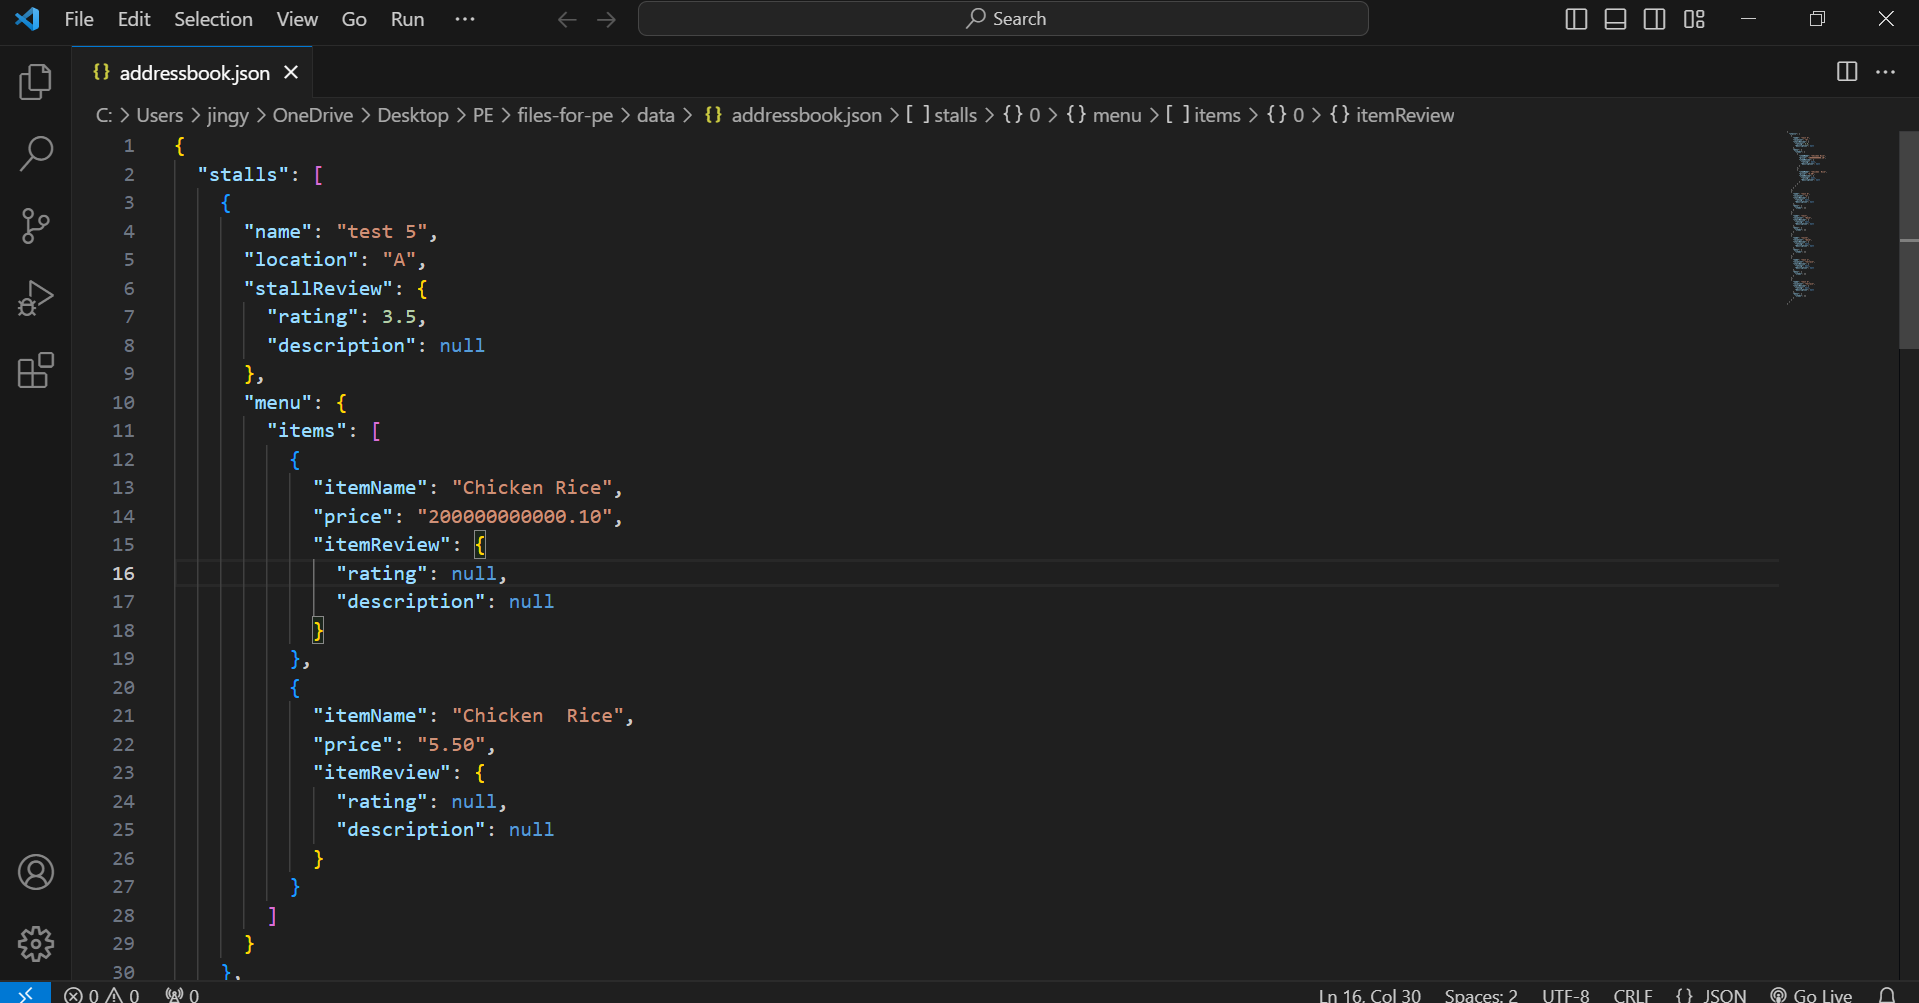 File Edit Selection View Go Run ··· Search
{} addressbook.json
C: > Users > jingy > OneDrive > Desktop > PE > files-for-pe > data > {} addressbook.json > [ ] stalls > {} 0 > {} menu > [ ] items > {} 0 > {} itemReview
1 {
2 "stalls": [
3 {
4 "name": "test 5",
5 "location": "A",
6 "stallReview": {
7 "rating": 3.5,
8 "description": null
9 },
10 "menu": {
11 "items": [
12 {
13 "itemName": "Chicken Rice",
14 "price": "200000000000.10",
15 "itemReview": {
16 "rating": null,
17 "description": null
18 }
19 },
20 {
21 "itemName": "Chicken  Rice",
22 "price": "5.50",
23 "itemReview": {
24 "rating": null,
25 "description": null
26 }
27 }
28 ]
29 }
30 },
0 0 0 Ln 16, Col 30 Spaces: 2 UTF-8 CRLF {} JSON Go Live